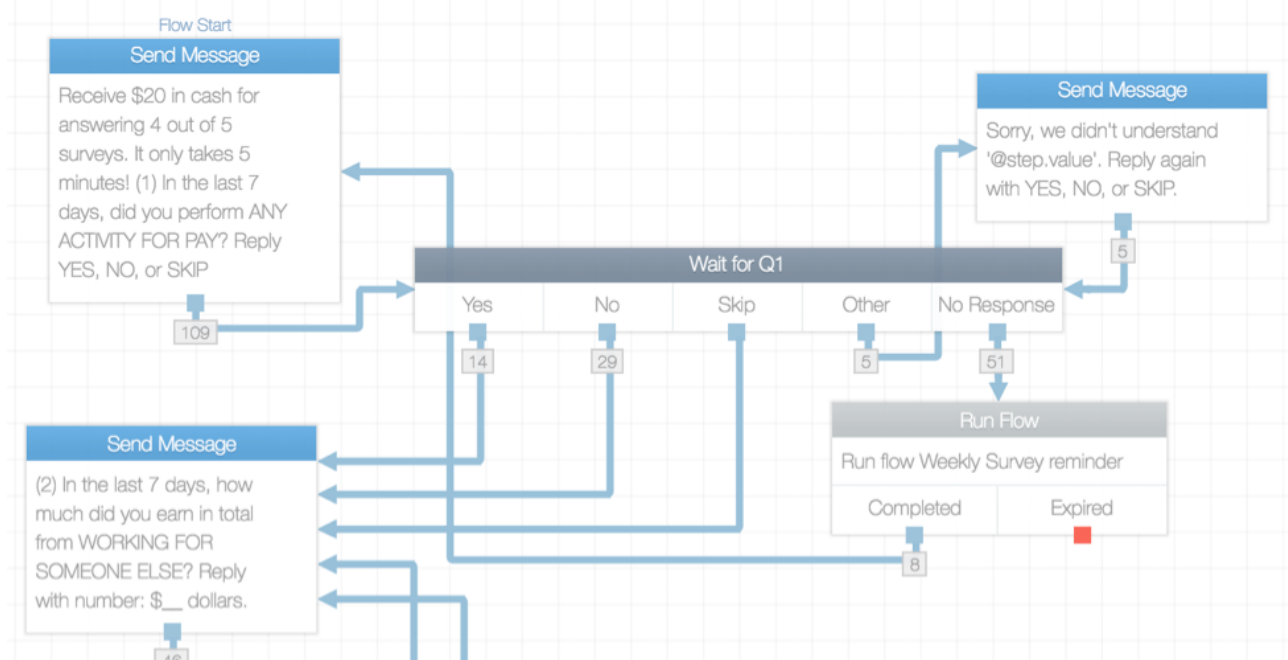 Flow Start
Send Message
Receive $20 in cash for
answering 4 out of 5
surveys. It only takes 5
minutes! (1) In the last 7
days, did you perform ANY
ACTIVITY FOR PAY? Reply
YES, NO, or SKIP
109
Send Message
Sorry, we didn't understand
'@step.value'. Reply again
with YES, NO, or SKIP.
5
Wait for Q1
Yes
No
Skip
Other
No Response
14
29
5
51
Run Flow
Run flow Weekly Survey reminder
Completed
Expired
8
Send Message
(2) In the last 7 days, how
much did you earn in total
from WORKING FOR
SOMEONE ELSE? Reply
with number: $__ dollars.